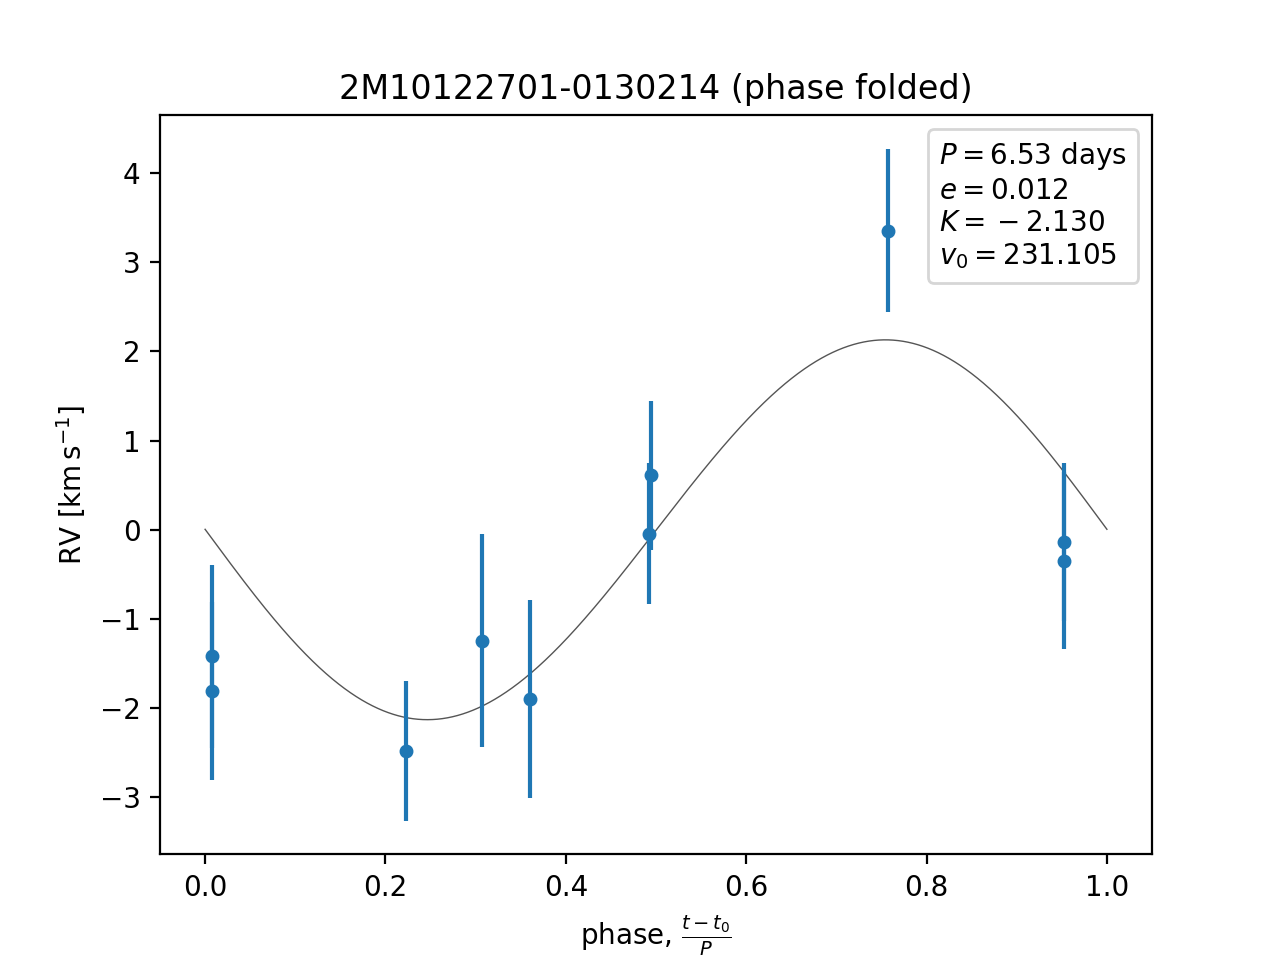 2M10122701-0130214 (phase folded)
P = 6.53 days
e = 0.012
K = −2.130
v₀ = 231.105
RV [km s⁻¹]
4
3
2
1
0
−1
−2
−3
0.0 0.2 0.4 0.6 0.8 1.0
phase, (t − t₀)/P